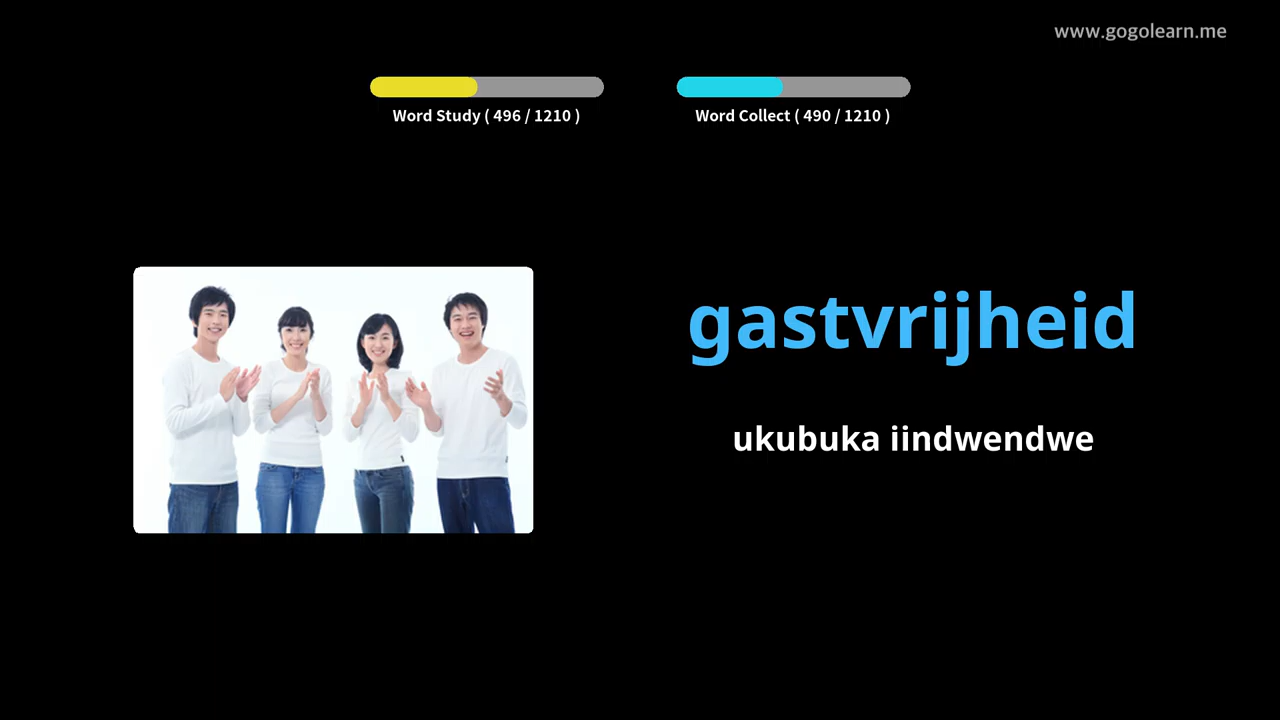 www.gogolearn.me
Word Study ( 496 / 1210 )
Word Collect ( 490 / 1210 )
gastvrijheid
ukubuka iindwendwe